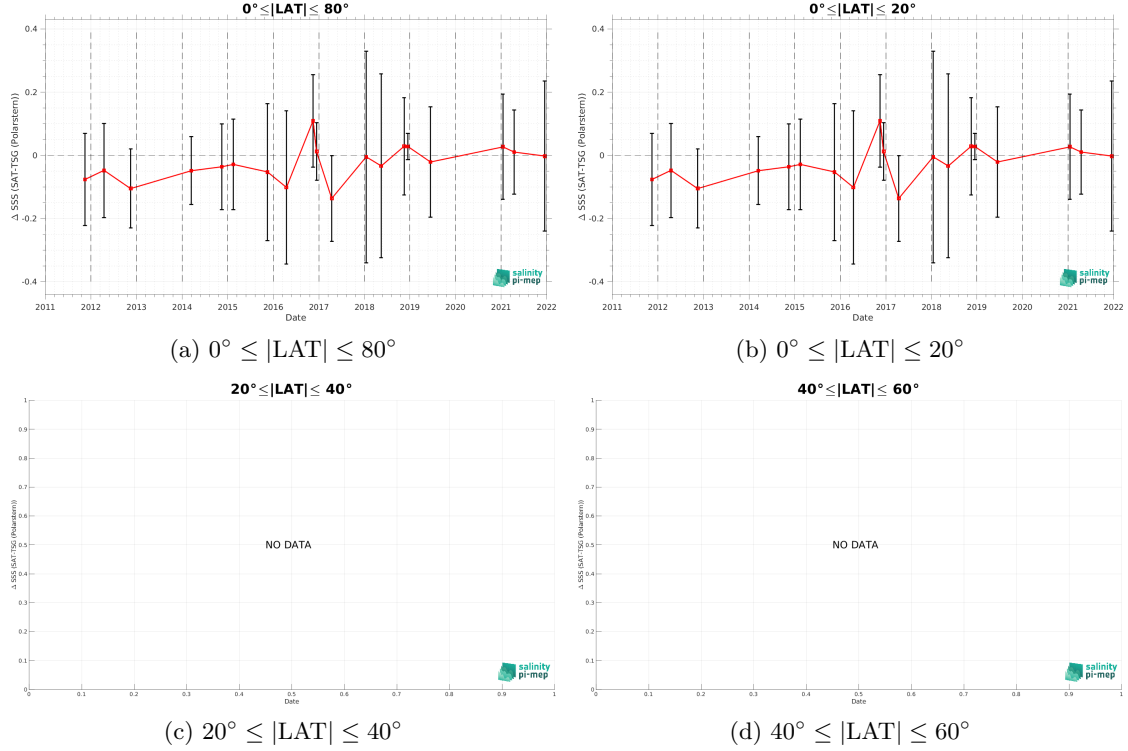 0°≤|LAT|≤ 80°
Δ SSS (SAT-TSG (Polarstern))
0.4
0.2
0
-0.2
-0.4
2011 2012 2013 2014 2015 2016 2017 2018 2019 2020 2021 2022
Date
salinity
pi-mep
(a) 0° ≤ |LAT| ≤ 80°
0°≤|LAT|≤ 20°
Δ SSS (SAT-TSG (Polarstern))
0.4
0.2
0
-0.2
-0.4
2011 2012 2013 2014 2015 2016 2017 2018 2019 2020 2021 2022
Date
salinity
pi-mep
(b) 0° ≤ |LAT| ≤ 20°
20°≤|LAT|≤ 40°
Δ SSS (SAT-TSG (Polarstern))
1
0.9
0.8
0.7
0.6
0.5
0.4
0.3
0.2
0.1
0
NO DATA
0 0.1 0.2 0.3 0.4 0.5 0.6 0.7 0.8 0.9 1
Date
salinity
pi-mep
(c) 20° ≤ |LAT| ≤ 40°
40°≤|LAT|≤ 60°
Δ SSS (SAT-TSG (Polarstern))
1
0.9
0.8
0.7
0.6
0.5
0.4
0.3
0.2
0.1
0
NO DATA
0 0.1 0.2 0.3 0.4 0.5 0.6 0.7 0.8 0.9 1
Date
salinity
pi-mep
(d) 40° ≤ |LAT| ≤ 60°